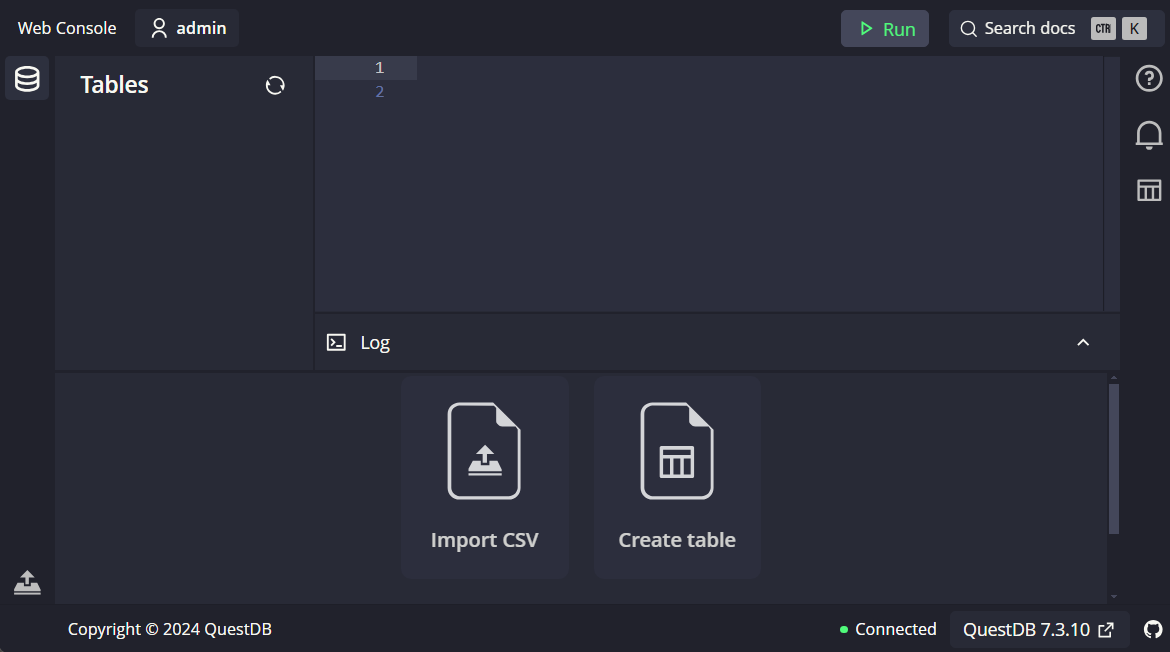 Web Console
admin
Run
Search docs
CTRL K
Tables
1
2
Log
Import CSV
Create table
Copyright © 2024 QuestDB
Connected
QuestDB 7.3.10